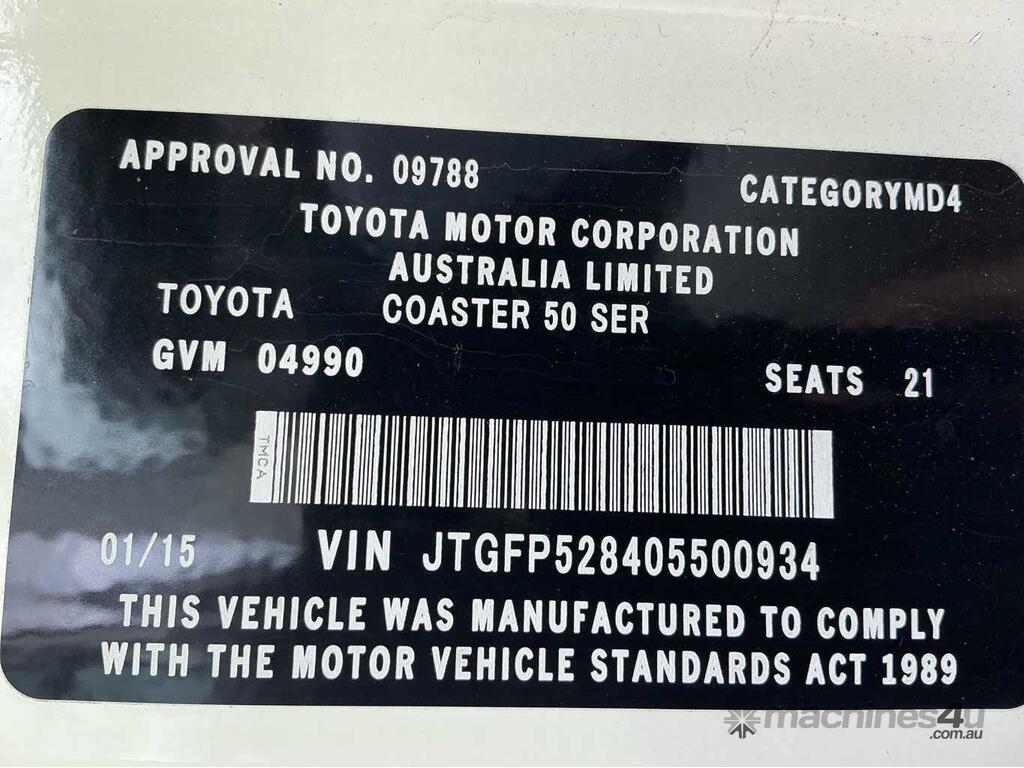 APPROVAL NO. 09788
CATEGORYMD4
TOYOTA MOTOR CORPORATION
AUSTRALIA LIMITED
TOYOTA COASTER 50 SER
GVM 04990
SEATS 21
TMCA
01/15 VIN JTGFP528405500934
THIS VEHICLE WAS MANUFACTURED TO COMPLY
WITH THE MOTOR VEHICLE STANDARDS ACT 1989
machines4u
.com.au